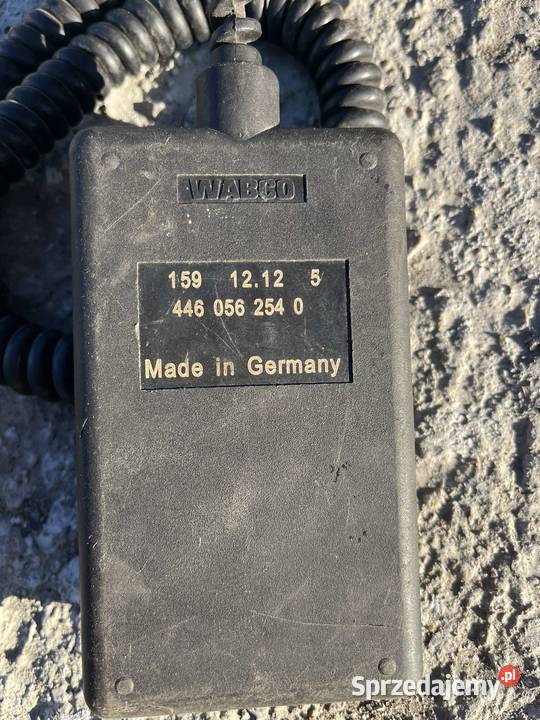 WABCO
159 12.12 5
446 056 254 0
Made in Germany
Sprzedajemy.pl